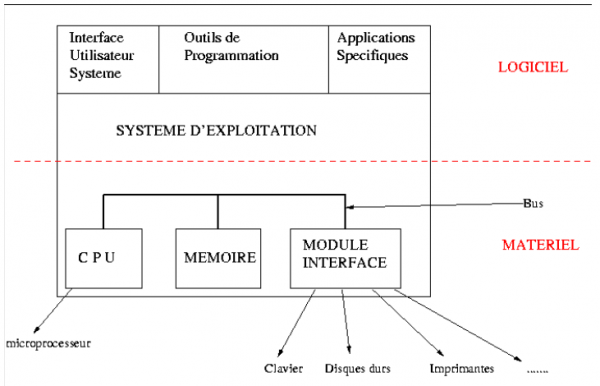 Interface
Utilisateur
Systeme
Outils de
Programmation
Applications
Specifiques
LOGICIEL
SYSTEME D'EXPLOITATION
Bus
C P U
MEMOIRE
MODULE
INTERFACE
MATERIEL
microprocesseur
Clavier
Disques durs
Imprimantes
.......